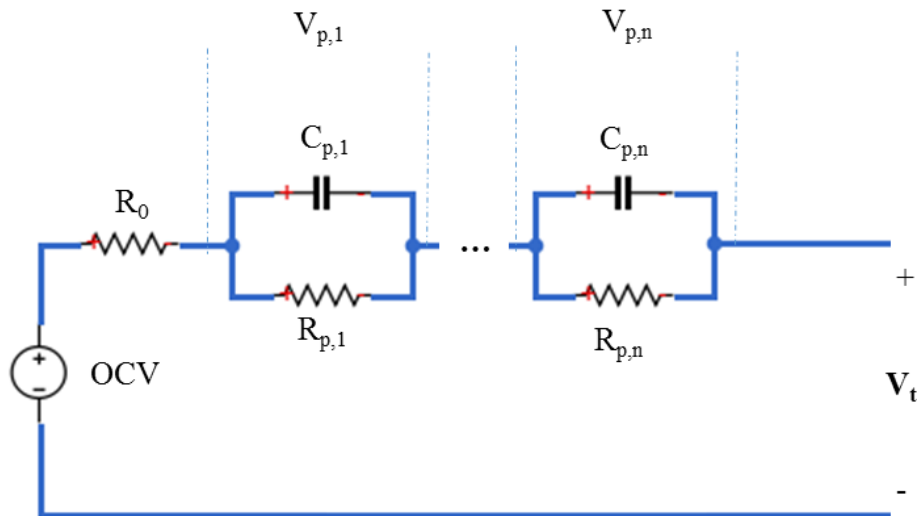 Vp,1
Vp,n
Cp,1
Cp,n
R0
...
Rp,1
Rp,n
+
OCV
Vt
-